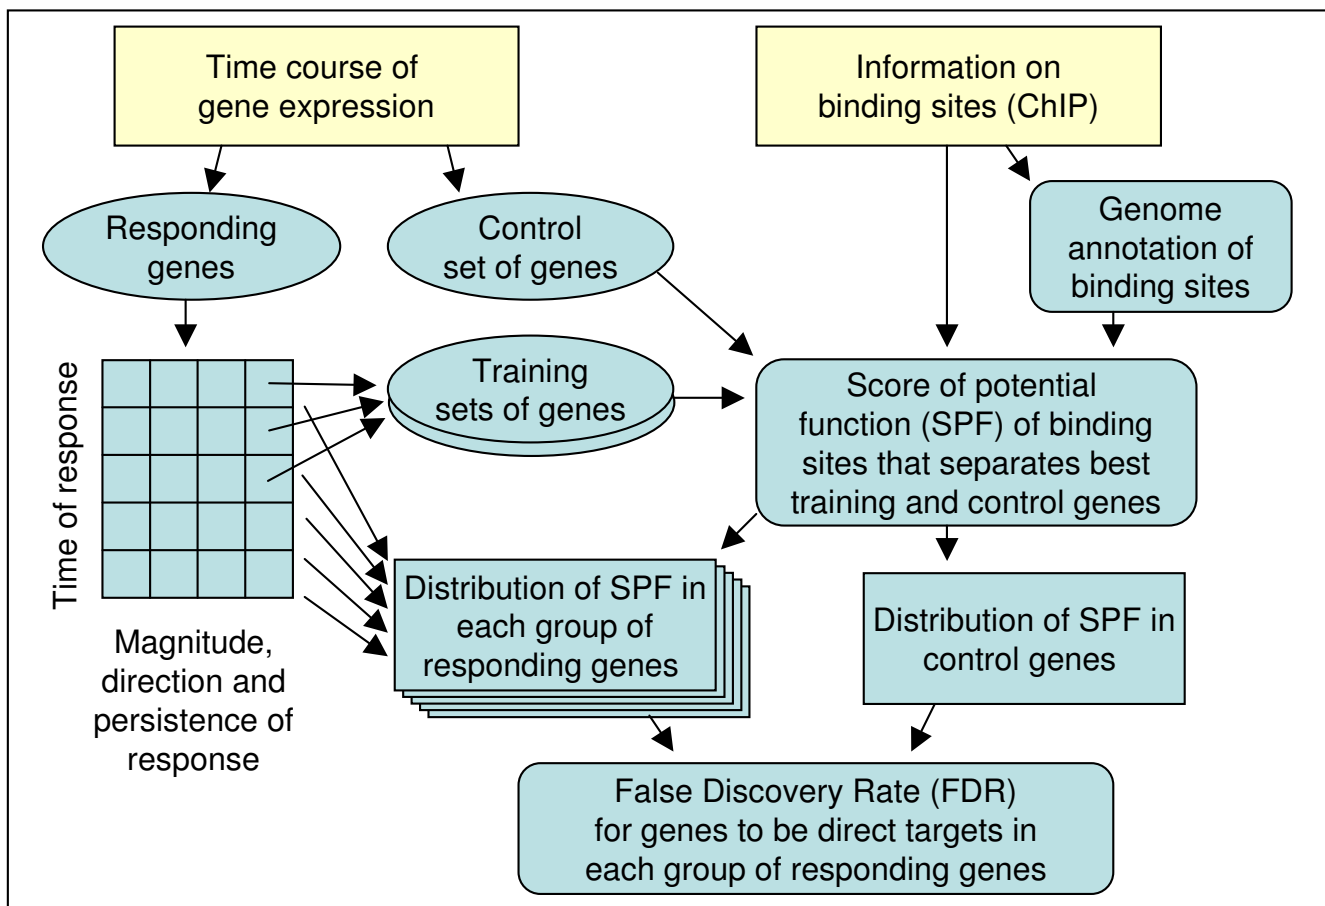 Time course of
gene expression
Information on
binding sites (ChIP)
Responding
genes
Control
set of genes
Genome
annotation of
binding sites
Time of response
Training
sets of genes
Score of potential
function (SPF) of binding
sites that separates best
training and control genes
Magnitude,
direction and
persistence of
response
Distribution of SPF in
each group of
responding genes
Distribution of SPF in
control genes
False Discovery Rate (FDR)
for genes to be direct targets in
each group of responding genes